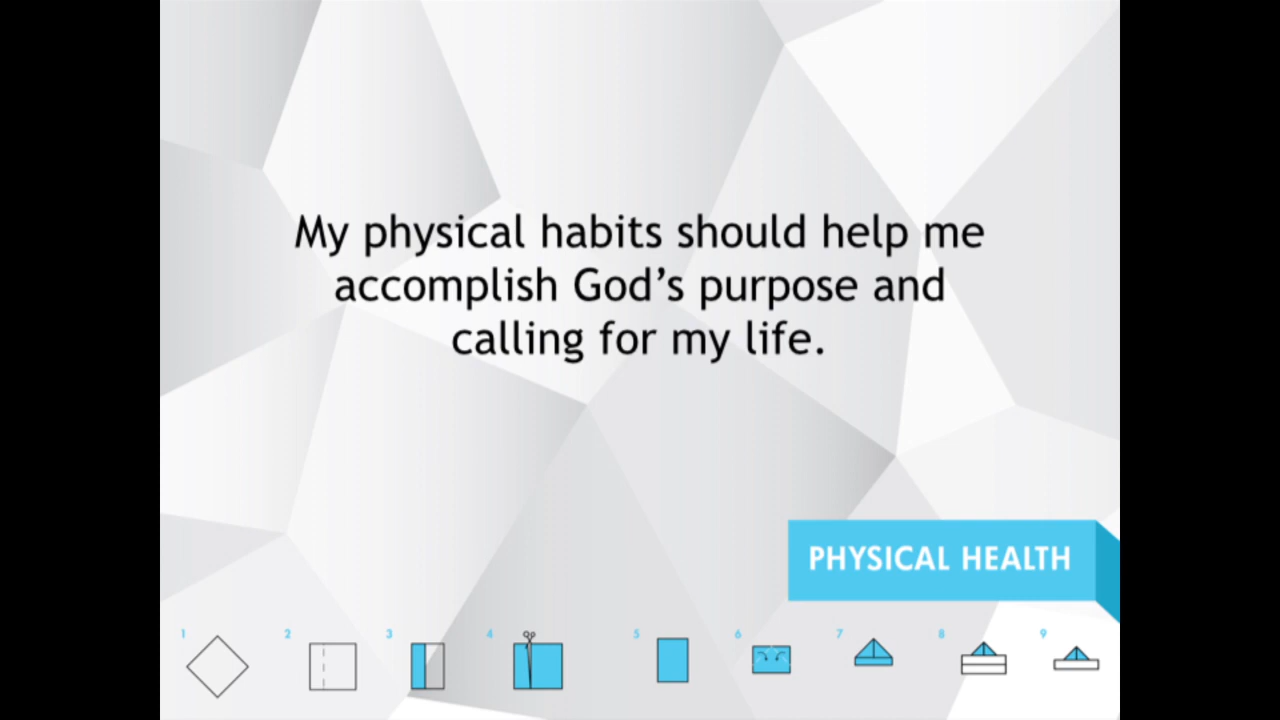 My physical habits should help me
accomplish God’s purpose and
calling for my life.
PHYSICAL HEALTH
1 2 3 4 5 6 7 8 9